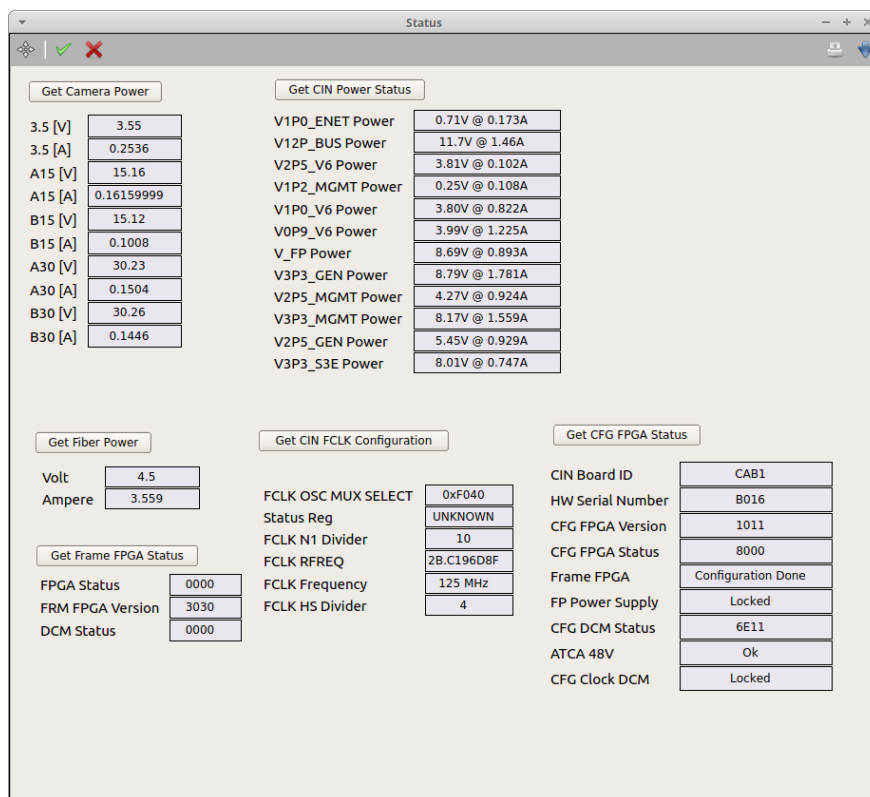 Status
Get Camera Power
3.5 [V] 3.55
3.5 [A] 0.2536
A15 [V] 15.16
A15 [A] 0.16159999
B15 [V] 15.12
B15 [A] 0.1008
A30 [V] 30.23
A30 [A] 0.1504
B30 [V] 30.26
B30 [A] 0.1446
Get CIN Power Status
V1P0_ENET Power 0.71V @ 0.173A
V12P_BUS Power 11.7V @ 1.46A
V2P5_V6 Power 3.81V @ 0.102A
V1P2_MGMT Power 0.25V @ 0.108A
V1P0_V6 Power 3.80V @ 0.822A
V0P9_V6 Power 3.99V @ 1.225A
V_FP Power 8.69V @ 0.893A
V3P3_GEN Power 8.79V @ 1.781A
V2P5_MGMT Power 4.27V @ 0.924A
V3P3_MGMT Power 8.17V @ 1.559A
V2P5_GEN Power 5.45V @ 0.929A
V3P3_S3E Power 8.01V @ 0.747A
Get Fiber Power
Volt 4.5
Ampere 3.559
Get Frame FPGA Status
FPGA Status 0000
FRM FPGA Version 3030
DCM Status 0000
Get CIN FCLK Configuration
FCLK OSC MUX SELECT 0xF040
Status Reg UNKNOWN
FCLK N1 Divider 10
FCLK RFREQ 2B.C196D8F
FCLK Frequency 125 MHz
FCLK HS Divider 4
Get CFG FPGA Status
CIN Board ID CAB1
HW Serial Number B016
CFG FPGA Version 1011
CFG FPGA Status 8000
Frame FPGA Configuration Done
FP Power Supply Locked
CFG DCM Status 6E11
ATCA 48V Ok
CFG Clock DCM Locked